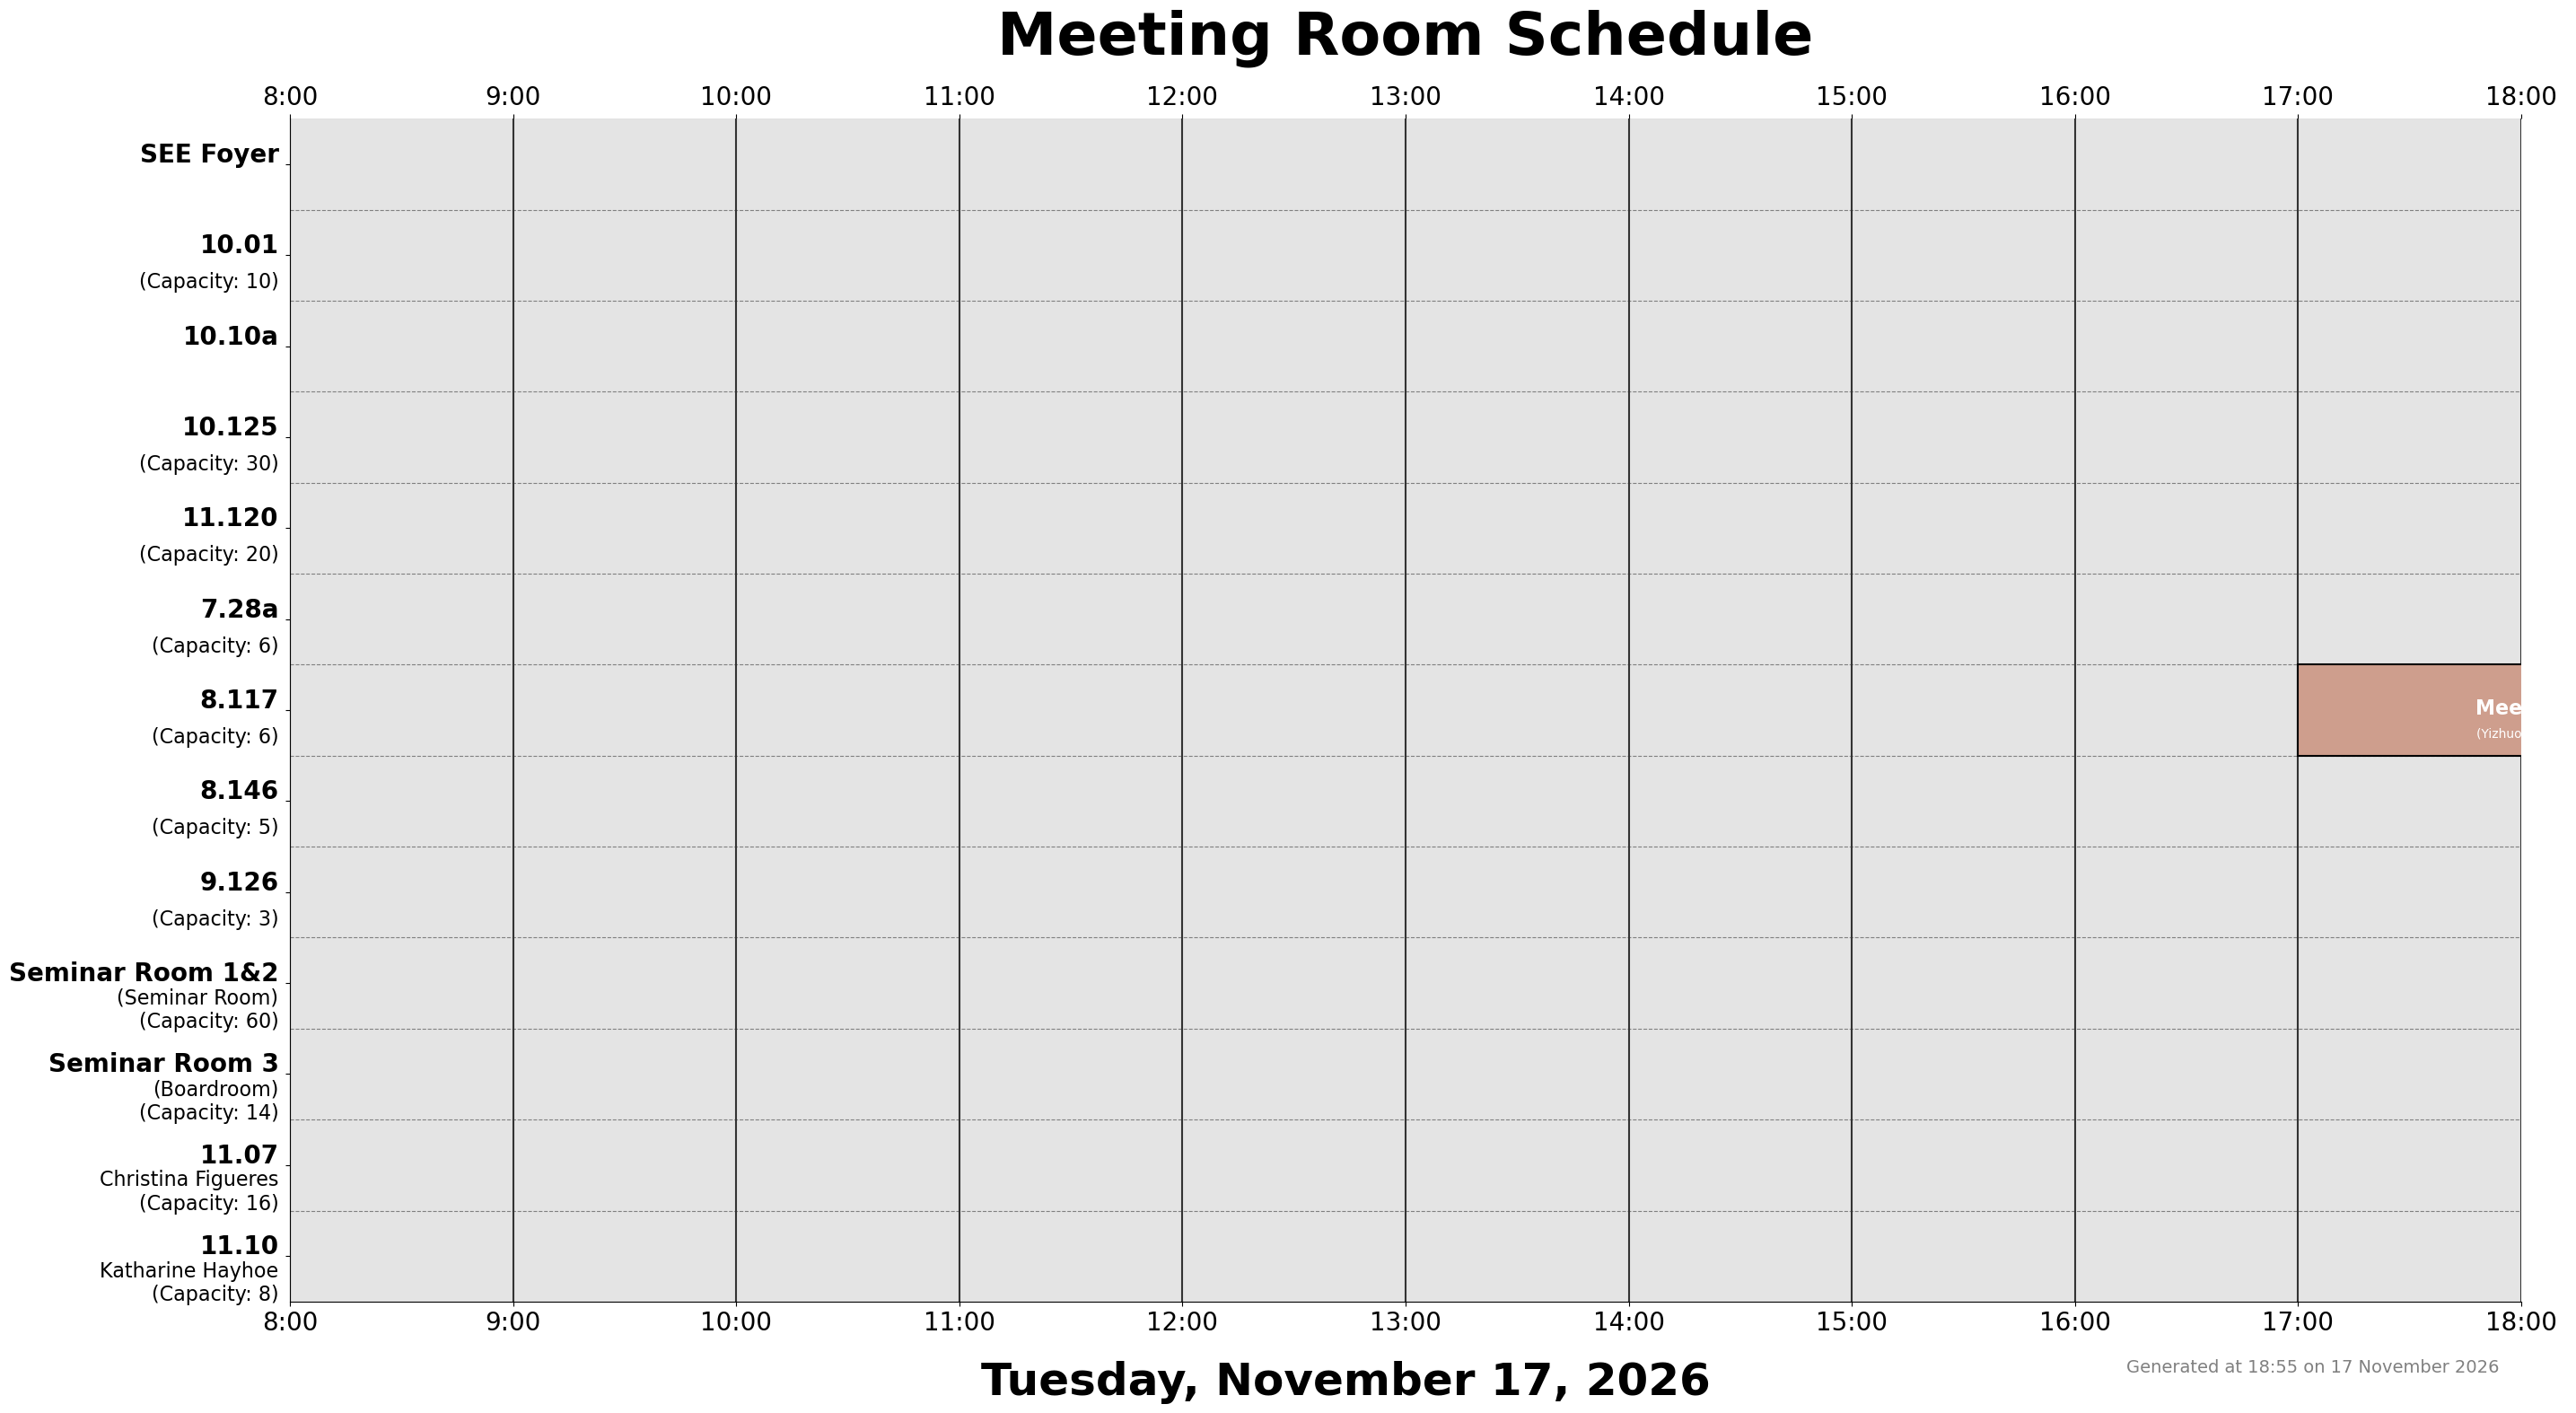 Meeting Room Schedule
8:00 9:00 10:00 11:00 12:00 13:00 14:00 15:00 16:00 17:00 18:00
SEE Foyer
10.01
(Capacity: 10)
10.10a
10.125
(Capacity: 30)
11.120
(Capacity: 20)
7.28a
(Capacity: 6)
8.117
(Capacity: 6)
Mee
(Yizhuo
8.146
(Capacity: 5)
9.126
(Capacity: 3)
Seminar Room 1&2
(Seminar Room)
(Capacity: 60)
Seminar Room 3
(Boardroom)
(Capacity: 14)
11.07
Christina Figueres
(Capacity: 16)
11.10
Katharine Hayhoe
(Capacity: 8)
8:00 9:00 10:00 11:00 12:00 13:00 14:00 15:00 16:00 17:00 18:00
Tuesday, November 17, 2026
Generated at 18:55 on 17 November 2026